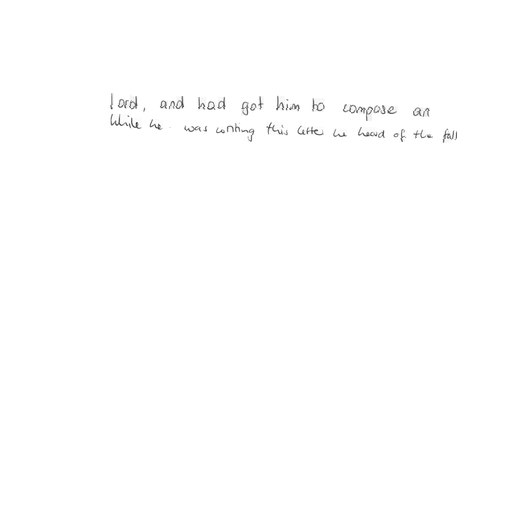 lord, and had got him to compose an
While he was writing this letter he heard of the fall